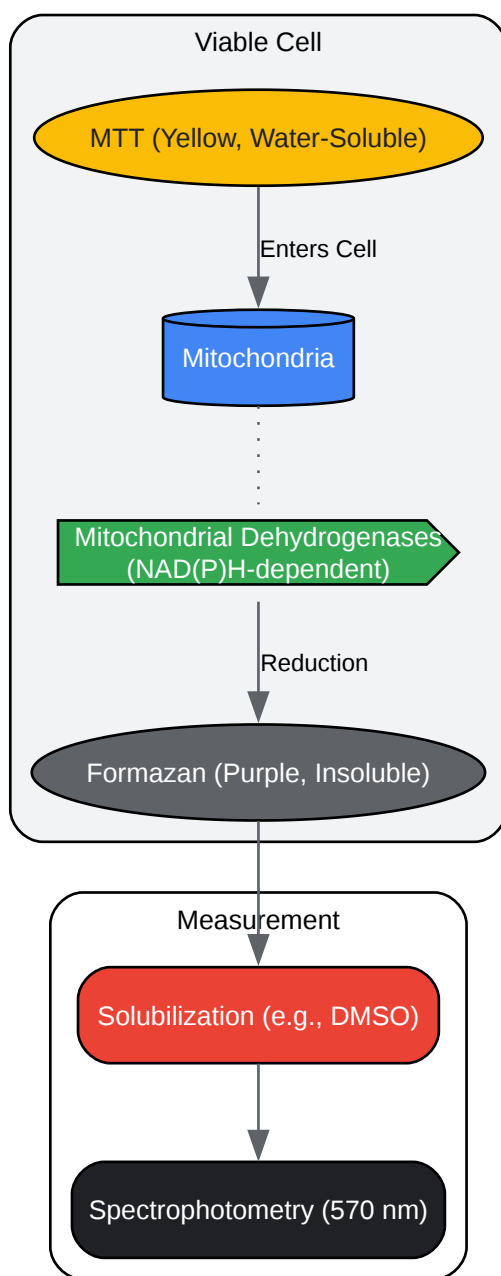 Viable Cell
MTT (Yellow, Water-Soluble)
Enters Cell
Mitochondria
Mitochondrial Dehydrogenases
(NAD(P)H-dependent)
Reduction
Formazan (Purple, Insoluble)
Measurement
Solubilization (e.g., DMSO)
Spectrophotometry (570 nm)